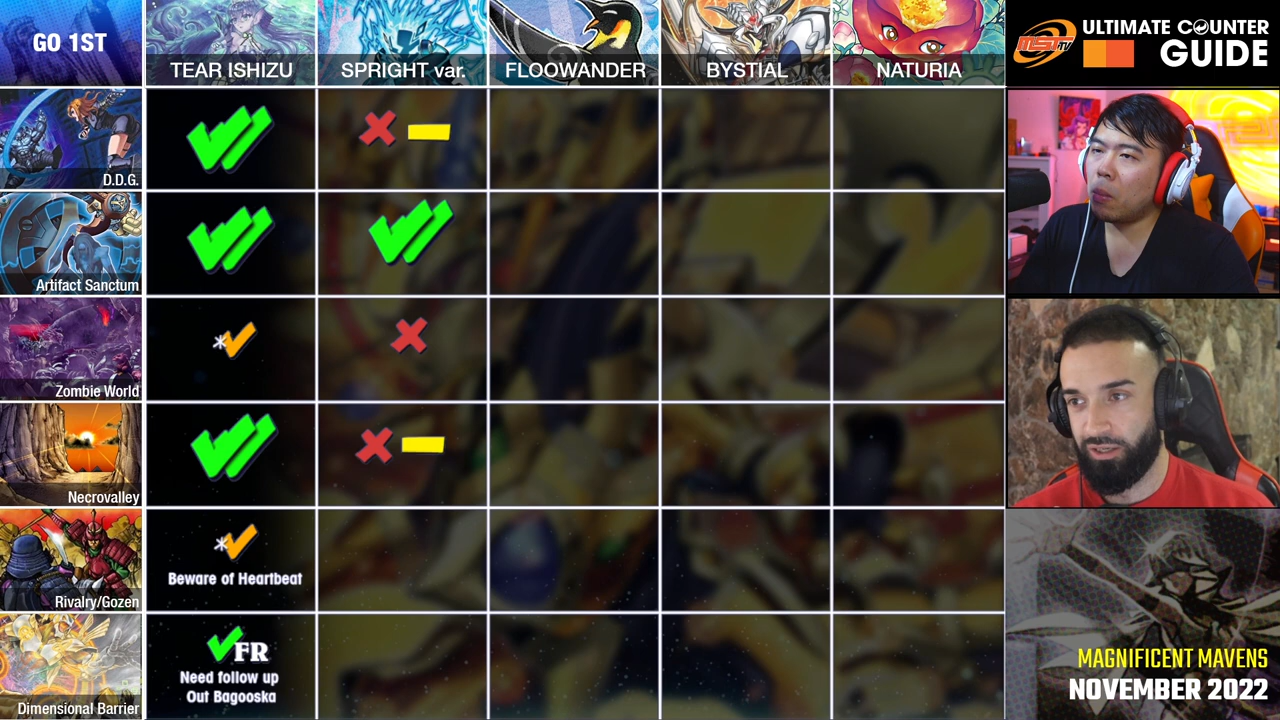 GO 1ST
TEAR ISHIZU
SPRIGHT var.
FLOOWANDER
BYSTIAL
NATURIA
MSTTV
ULTIMATE COUNTER
GUIDE
D.D.G.
Artifact Sanctum
Zombie World
*
Necrovalley
Rivalry/Gozen
*
Beware of Heartbeat
Dimensional Barrier
FR
Need follow up
Out Bagooska
MAGNIFICENT MAVENS
NOVEMBER 2022